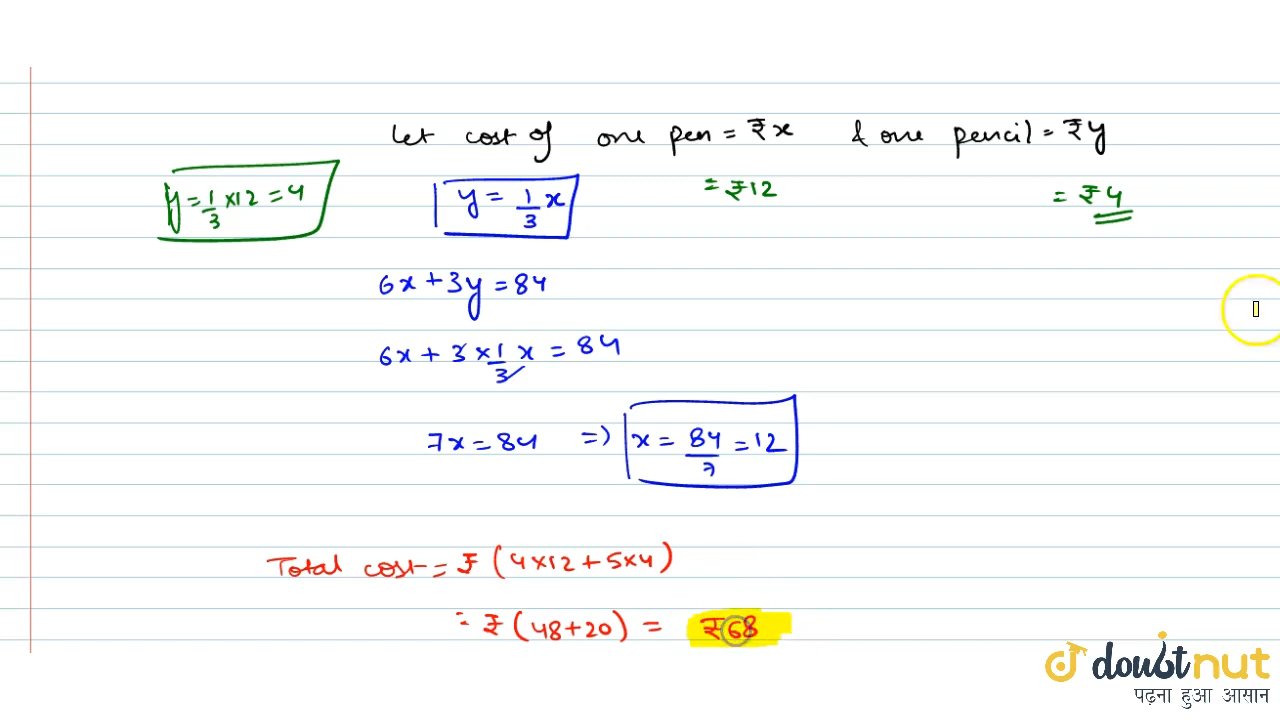 Let cost of one pen = ₹x & one pencil = ₹y
y = 1/3 × 12 = 4 y = 1/3 x = ₹12 = ₹4
6x + 3y = 84
6x + 3 × 1/3 x = 84
7x = 84 => x = 84/7 = 12
Total cost = ₹ (4×12 + 5×4)
= ₹ (48+20) = ₹68
doubtnut
पढ़ना हुआ आसान